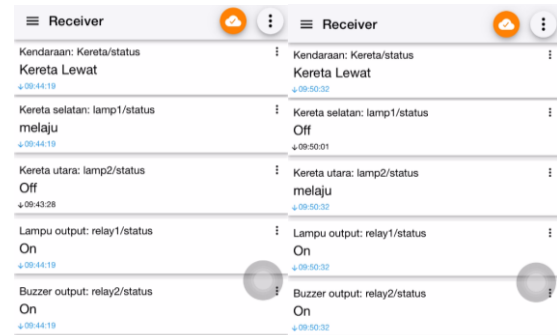 Receiver
Kendaraan: Kereta/status
Kereta Lewat
↓09:44:19
Kereta selatan: lamp1/status
melaju
↓09:44:19
Kereta utara: lamp2/status
Off
↓09:43:28
Lampu output: relay1/status
On
↓09:44:19
Buzzer output: relay2/status
On
↓09:44:19
Receiver
Kendaraan: Kereta/status
Kereta Lewat
↓09:50:32
Kereta selatan: lamp1/status
Off
↓09:50:01
Kereta utara: lamp2/status
melaju
↓09:50:32
Lampu output: relay1/status
On
↓09:50:32
Buzzer output: relay2/status
On
↓09:50:32